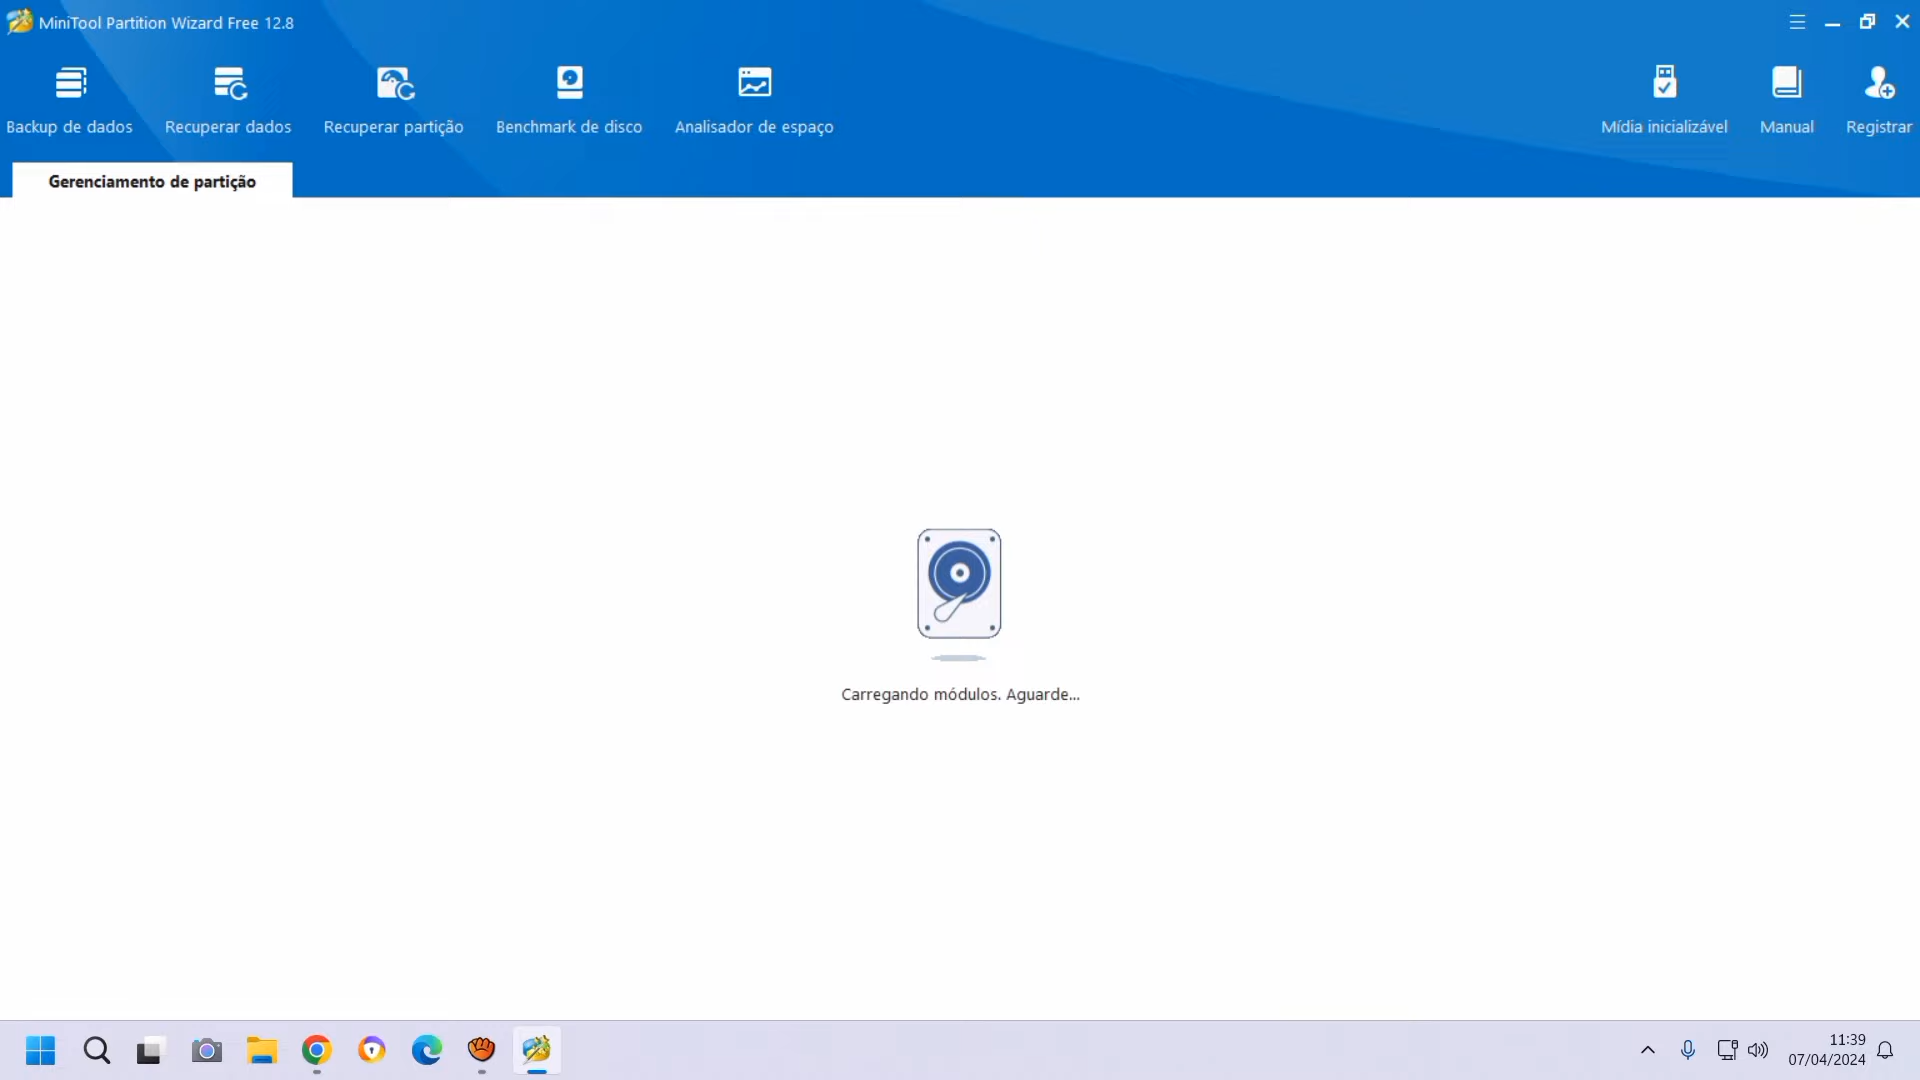 MiniTool Partition Wizard Free 12.8
Backup de dados
Recuperar dados
Recuperar partição
Benchmark de disco
Analisador de espaço
Mídia inicializável
Manual
Registrar
Gerenciamento de partição
Carregando módulos. Aguarde...
11:39
07/04/2024